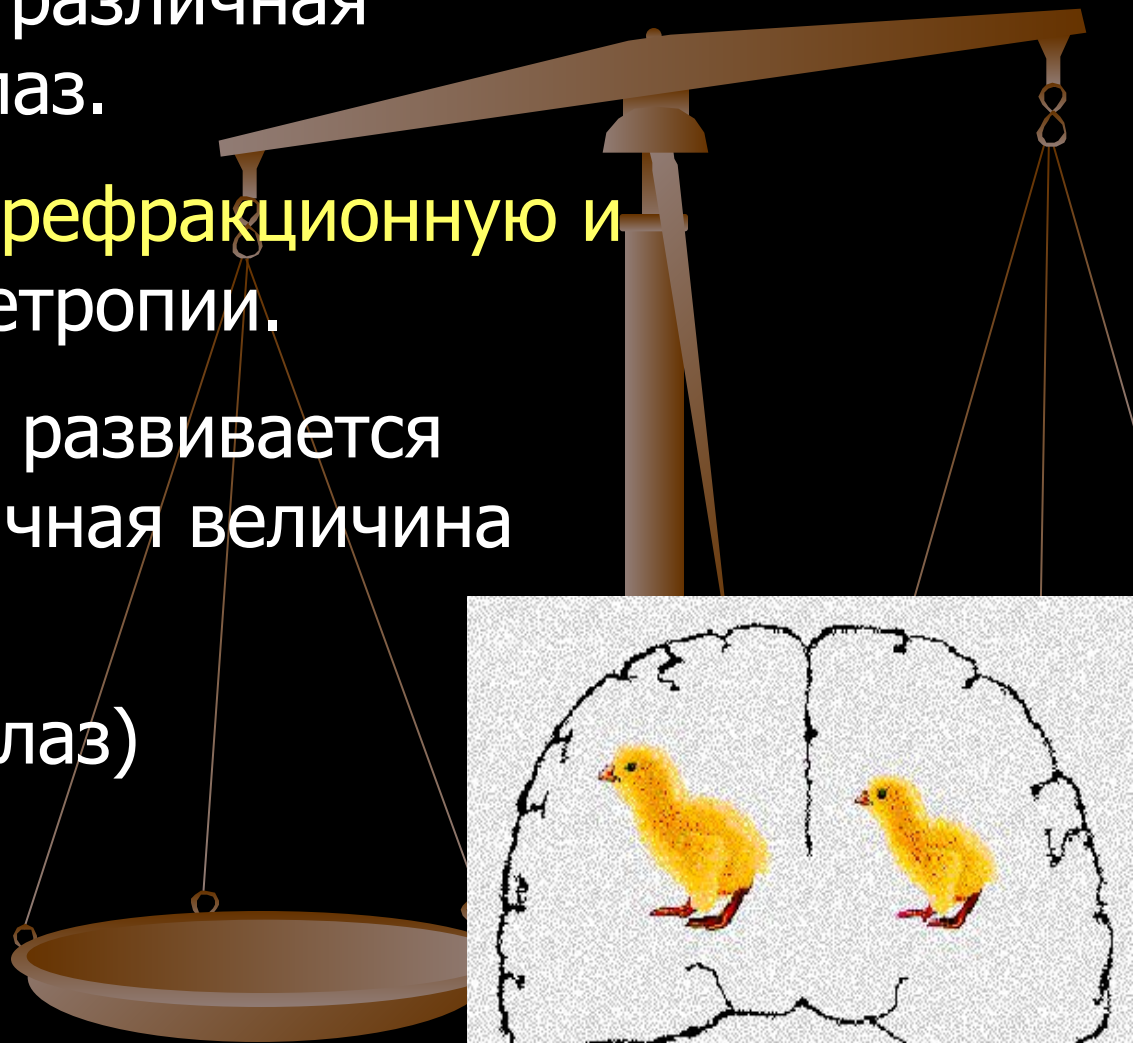 различная
лаз.
рефракционную и
етропии.
развивается
чная величина
лаз)